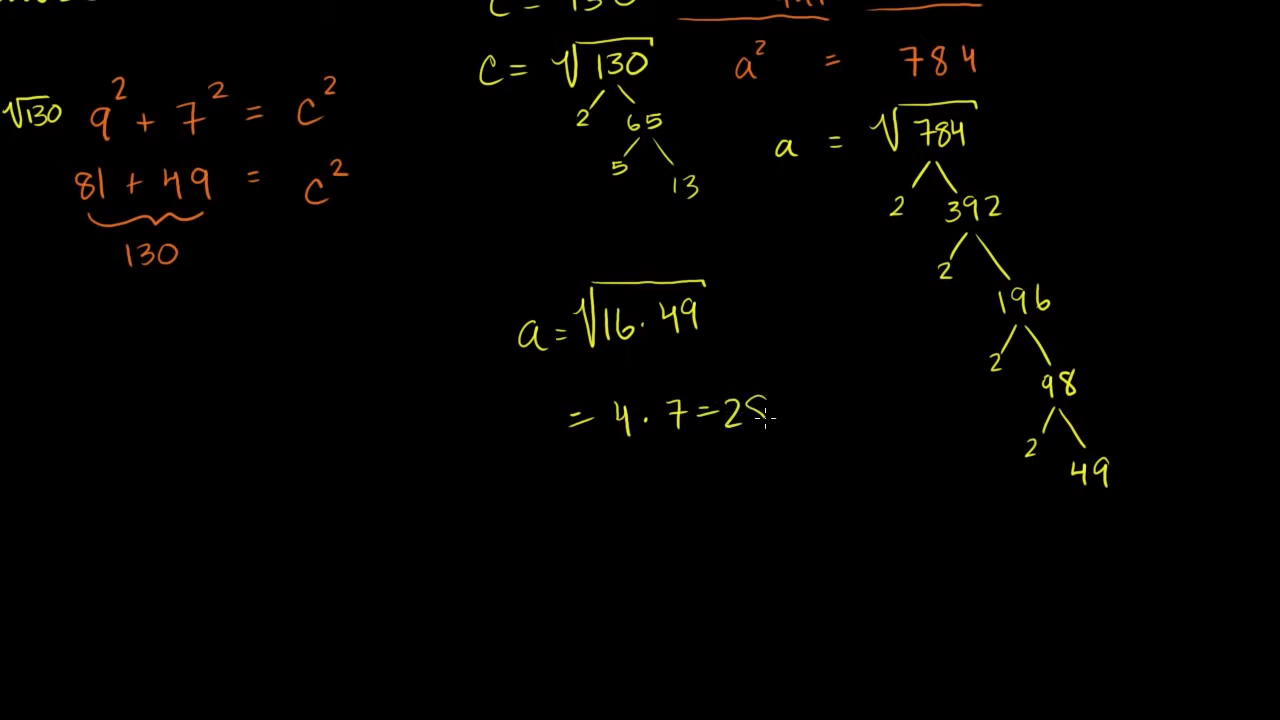 C = √130
2 65
5 13
√130 9² + 7² = c²
81 + 49 = c²
130
a² = 784
a = √784
2 392
2 196
2 98
2 49
a = √16 · 49
= 4 · 7 = 28